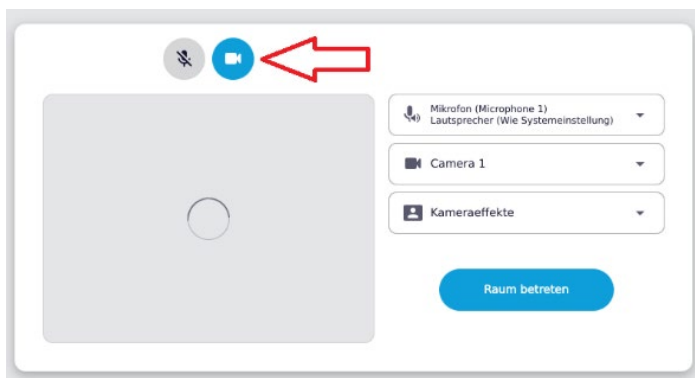 Mikrofon (Microphone 1)
Lautsprecher (Wie Systemeinstellung)
Camera 1
Kameraeffekte
Raum betreten